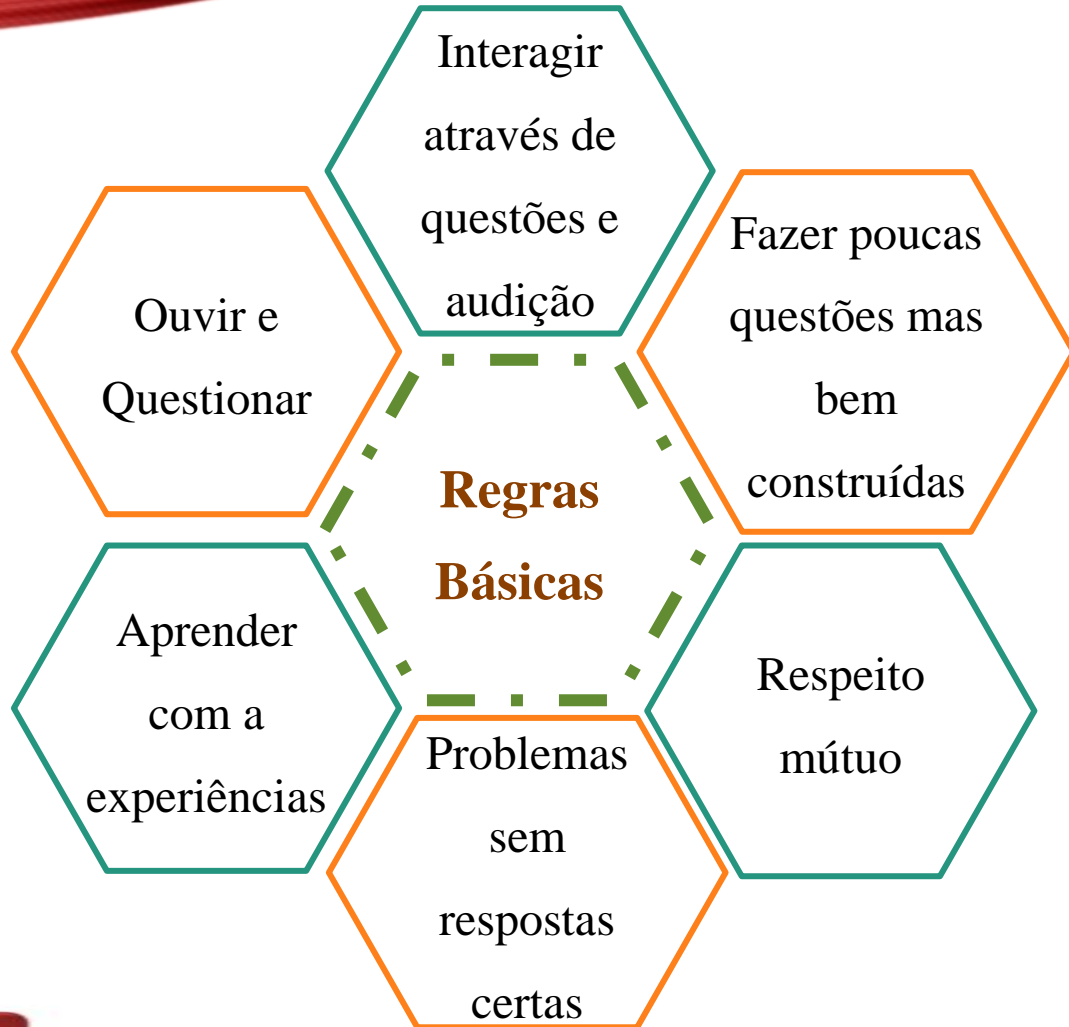 Interagir
através de
questões e
audição
Fazer poucas
questões mas
bem
construídas
Respeito
mútuo
Problemas
sem
respostas
certas
Aprender
com a
experiências
Ouvir e
Questionar
Regras
Básicas